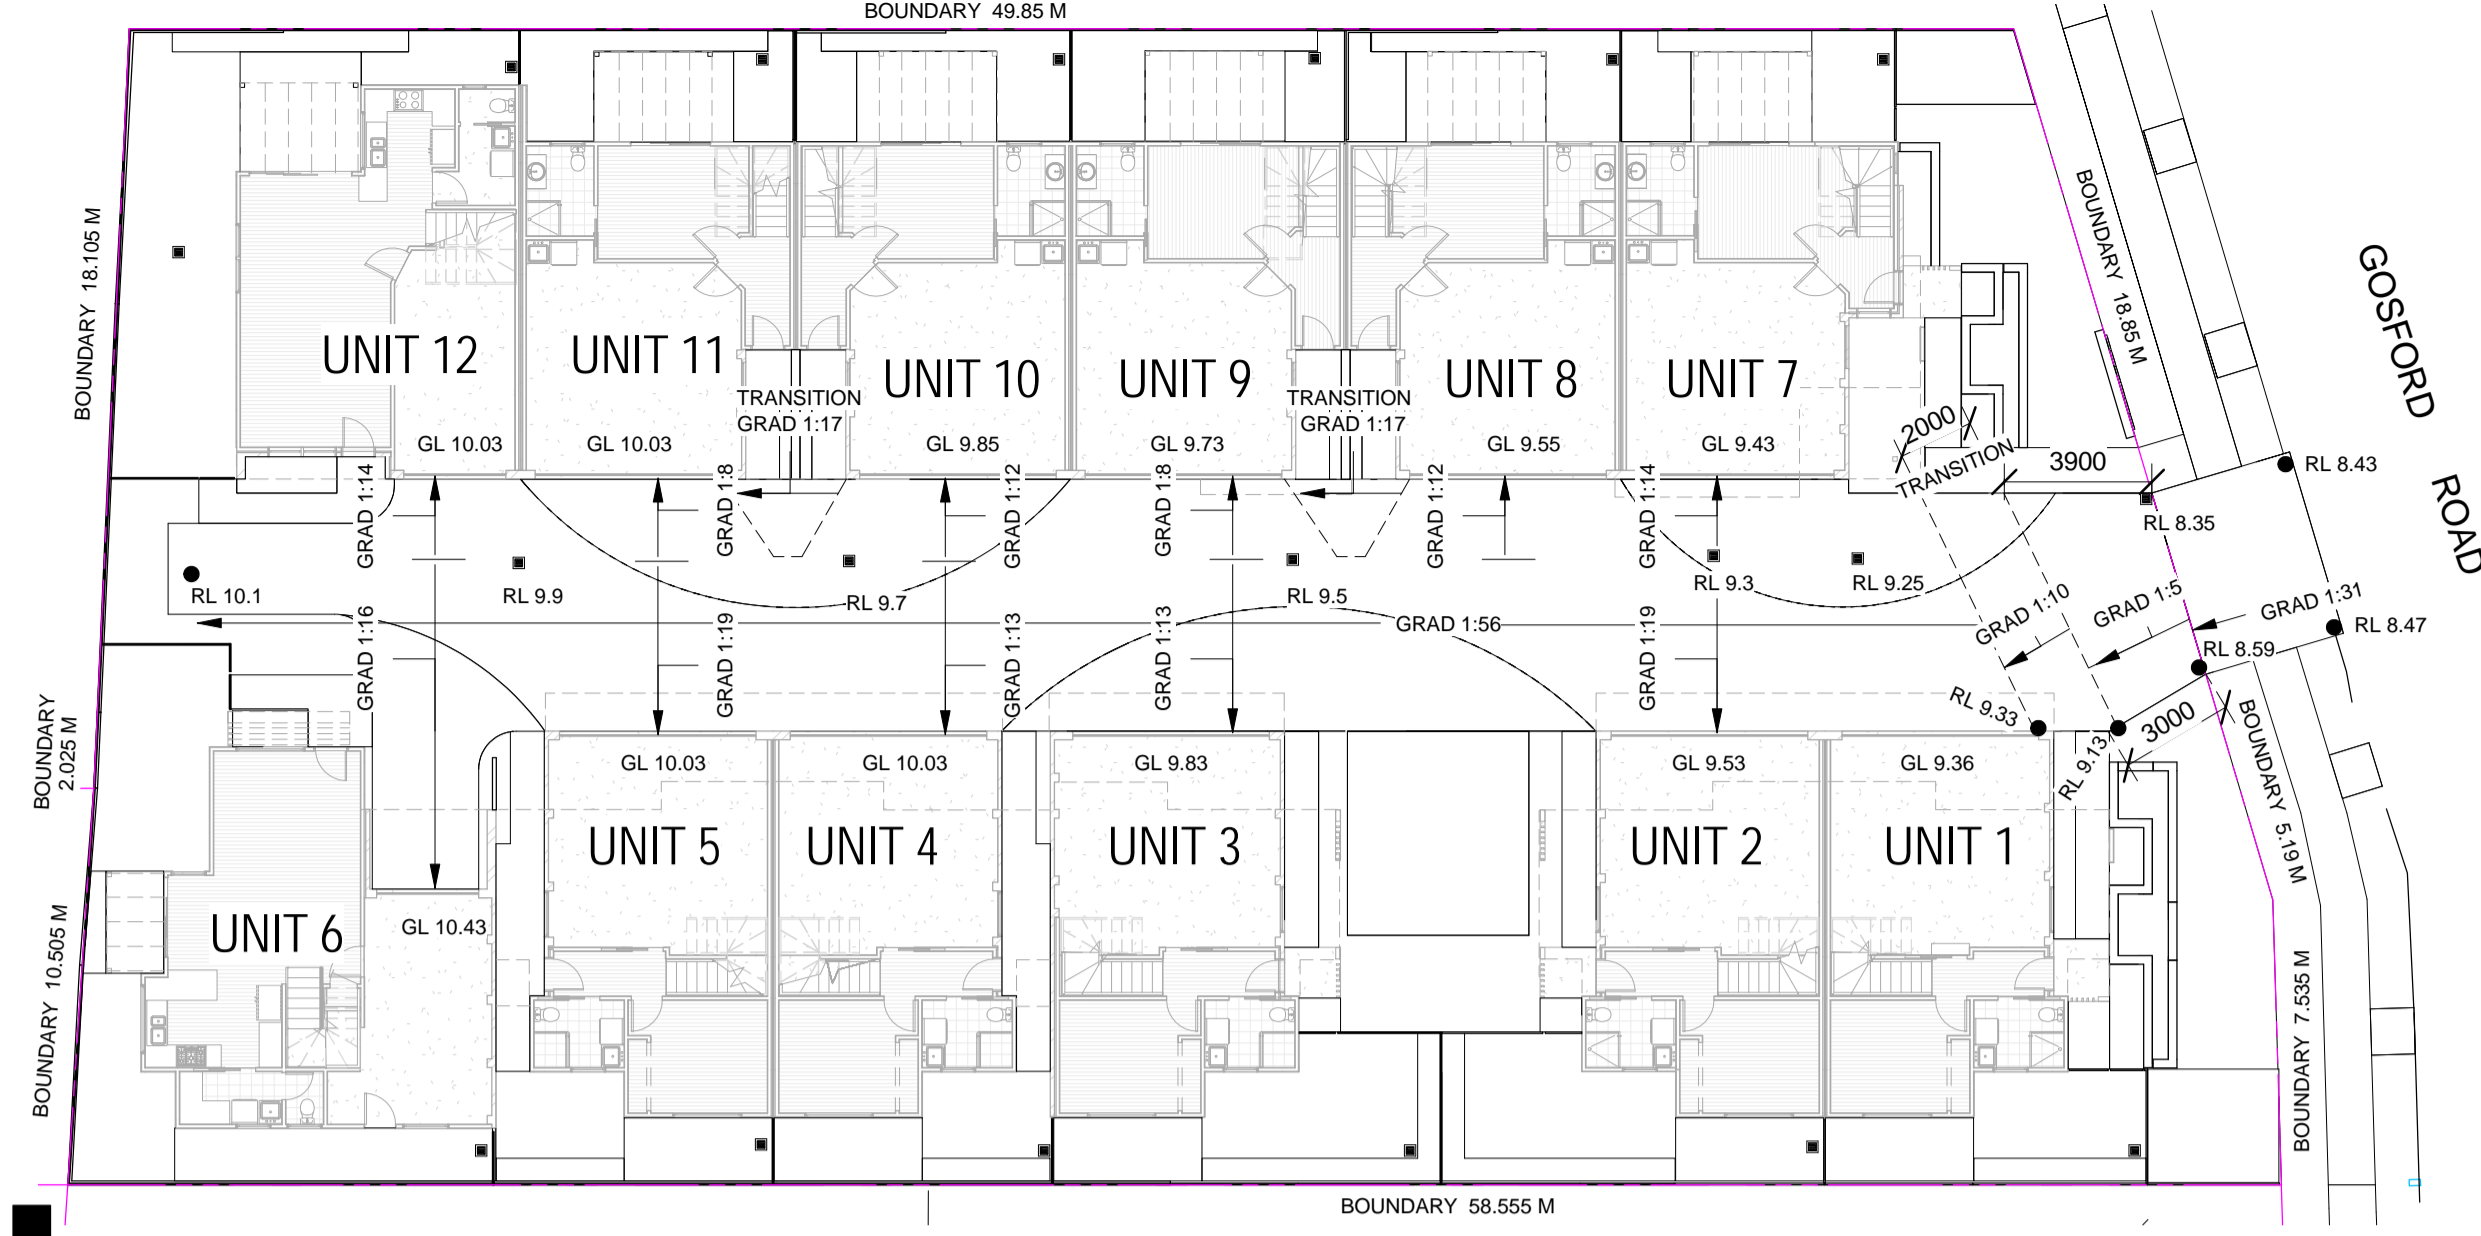 BOUNDARY 49.85 M
BOUNDARY 18.105 M
BOUNDARY 18.85 M
GOSFORD
ROAD
UNIT 12
UNIT 11
UNIT 10
UNIT 9
UNIT 8
UNIT 7
TRANSITION
GRAD 1:17
TRANSITION
GRAD 1:17
GL 10.03
GL 10.03
GL 9.85
GL 9.73
GL 9.55
GL 9.43
2000
TRANSITION
3900
RL 8.43
RL 8.35
GRAD 1:14
GRAD 1:8
GRAD 1:12
GRAD 1:8
GRAD 1:12
GRAD 1:14
RL 10.1
RL 9.9
RL 9.7
RL 9.5
RL 9.3
RL 9.25
GRAD 1:56
GRAD 1:10
GRAD 1:5
GRAD 1:31
RL 8.47
RL 8.59
GRAD 1:16
GRAD 1:19
GRAD 1:13
GRAD 1:13
GRAD 1:19
RL 9.33
RL 9.13
3000
BOUNDARY
2.025 M
BOUNDARY 5.19 M
GL 10.03
GL 10.03
GL 9.83
GL 9.53
GL 9.36
UNIT 5
UNIT 4
UNIT 3
UNIT 2
UNIT 1
UNIT 6
GL 10.43
BOUNDARY 10.505 M
BOUNDARY 7.535 M
BOUNDARY 58.555 M